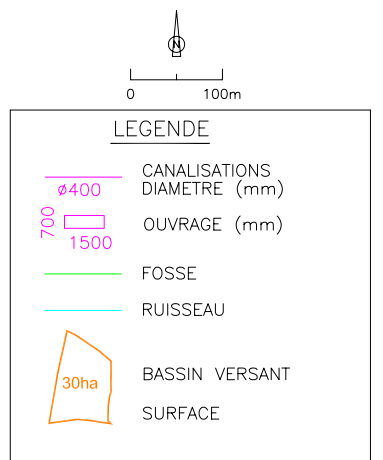 N
0 100m
LEGENDE
CANALISATIONS
ø400 DIAMETRE (mm)
700
OUVRAGE (mm)
1500
FOSSE
RUISSEAU
30ha
BASSIN VERSANT
SURFACE